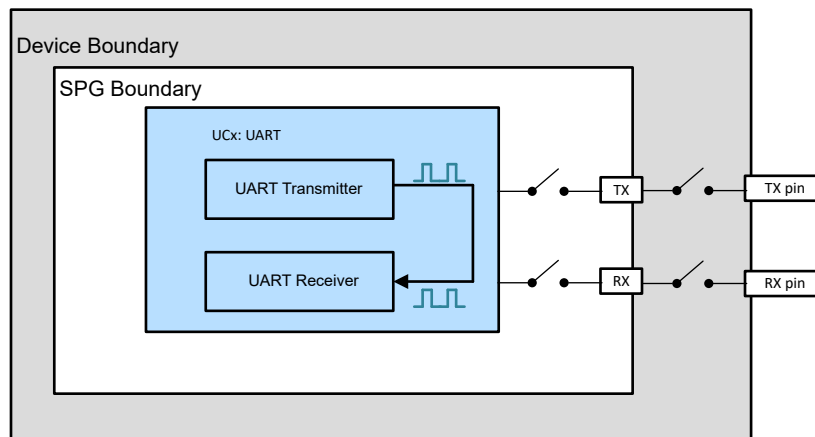 Device Boundary
SPG Boundary
UCx: UART
UART Transmitter
TX
TX pin
UART Receiver
RX
RX pin